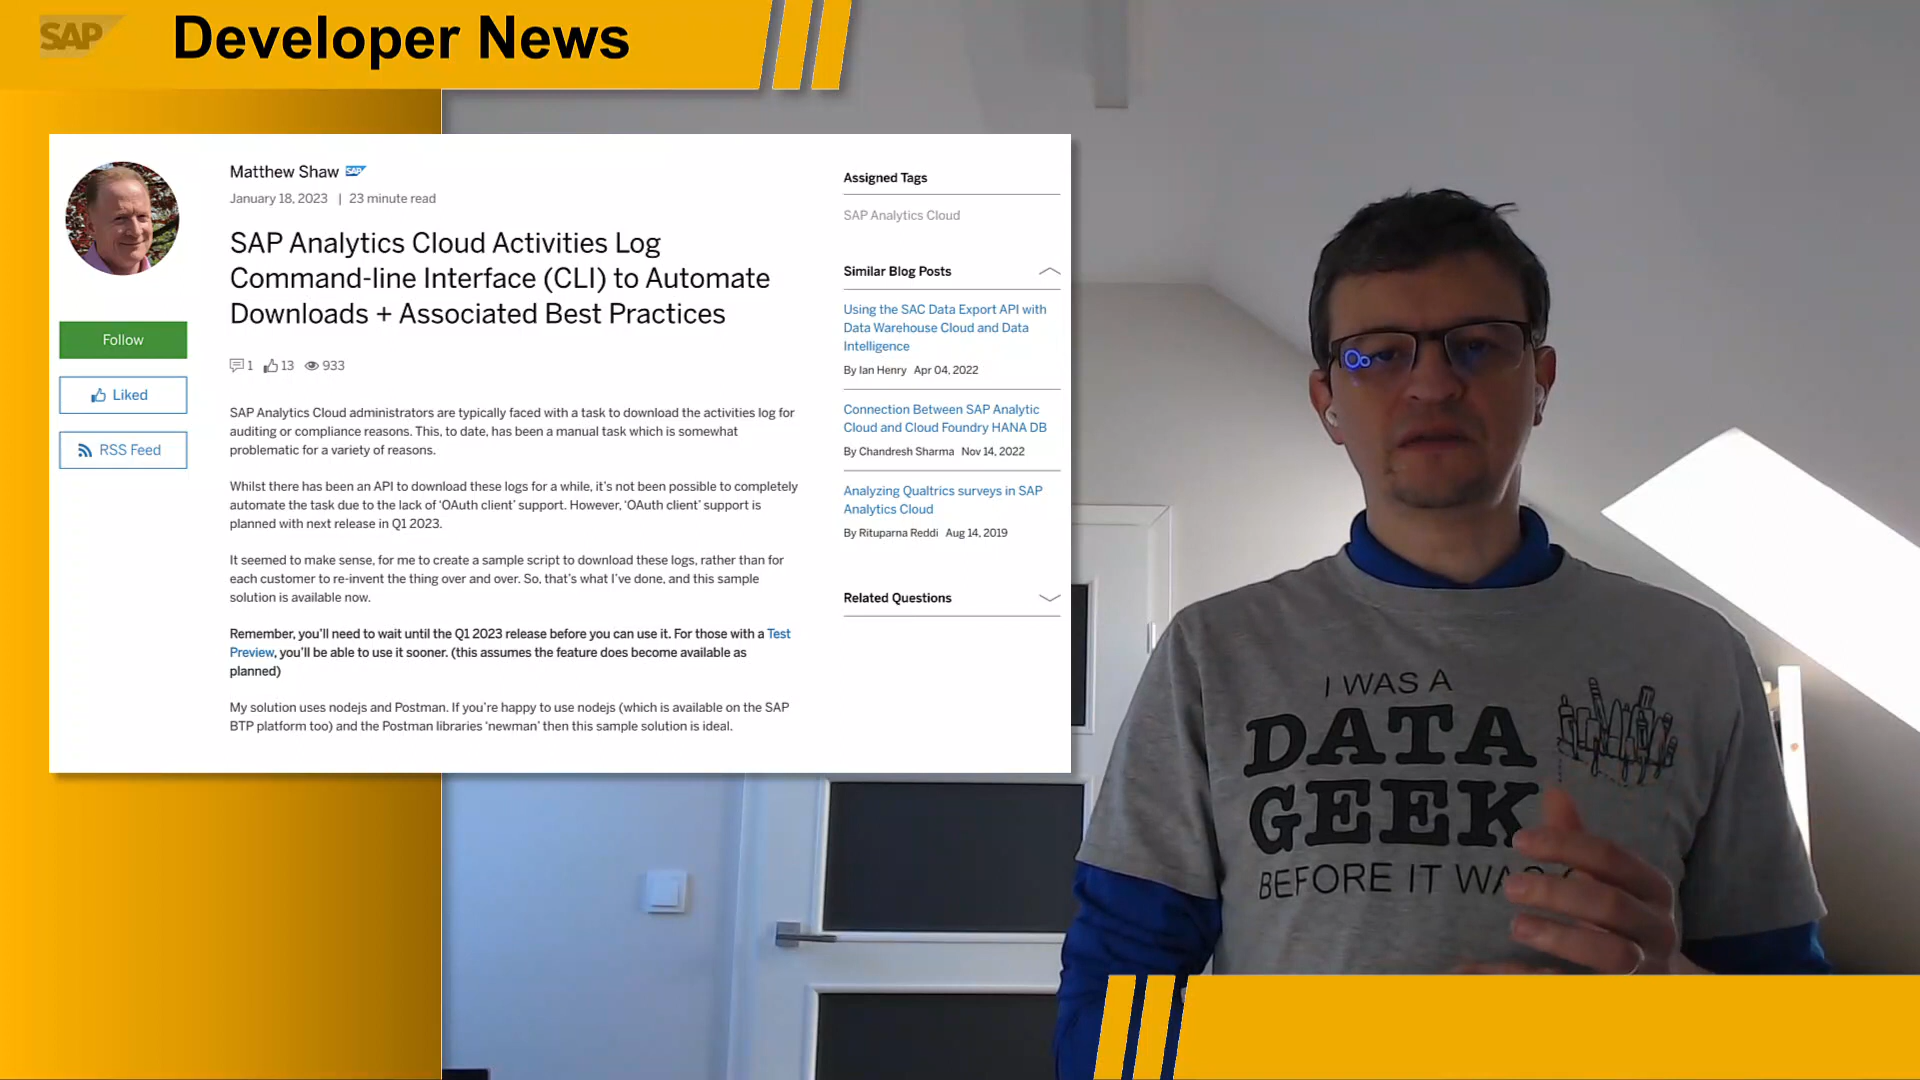 SAP Developer News
Matthew Shaw SAP
January 18, 2023 | 23 minute read
SAP Analytics Cloud Activities Log
Command-line Interface (CLI) to Automate
Downloads + Associated Best Practices
1 13 933
Follow
Liked
RSS Feed
SAP Analytics Cloud administrators are typically faced with a task to download the activities log for
auditing or compliance reasons. This, to date, has been a manual task which is somewhat
problematic for a variety of reasons.
Whilst there has been an API to download these logs for a while, it's not been possible to completely
automate the task due to the lack of 'OAuth client' support. However, 'OAuth client' support is
planned with next release in Q1 2023.
It seemed to make sense, for me to create a sample script to download these logs, rather than for
each customer to re-invent the thing over and over. So, that's what I've done, and this sample
solution is available now.
Remember, you'll need to wait until the Q1 2023 release before you can use it. For those with a Test
Preview, you'll be able to use it sooner. (this assumes the feature does become available as
planned)
My solution uses nodejs and Postman. If you're happy to use nodejs (which is available on the SAP
BTP platform too) and the Postman libraries 'newman' then this sample solution is ideal.
Assigned Tags
SAP Analytics Cloud
Similar Blog Posts
Using the SAC Data Export API with
Data Warehouse Cloud and Data
Intelligence
By Ian Henry Apr 04, 2022
Connection Between SAP Analytic
Cloud and Cloud Foundry HANA DB
By Chandresh Sharma Nov 14, 2022
Analyzing Qualtrics surveys in SAP
Analytics Cloud
By Rituparna Reddi Aug 14, 2019
Related Questions
I WAS A
DATA
GEEK
BEFORE IT WAS